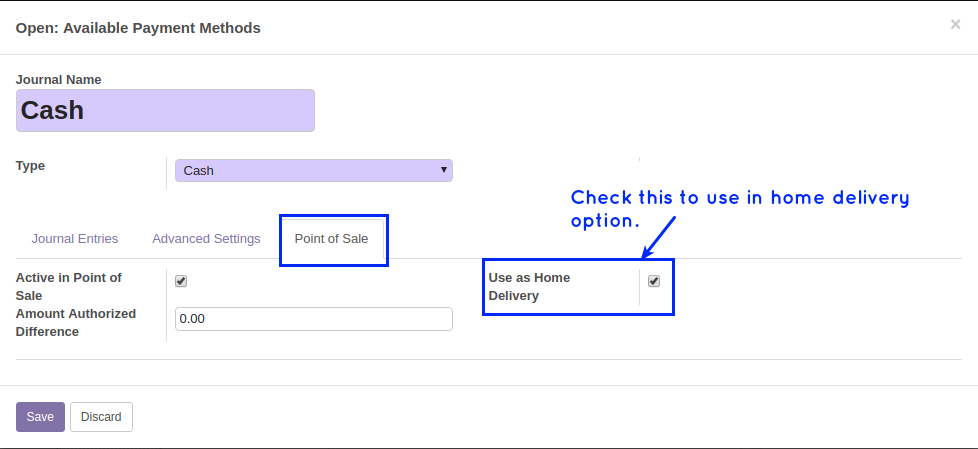 Open: Available Payment Methods ×
Journal Name
Cash
Type
Cash
Check this to use in home delivery
option.
Journal Entries Advanced Settings Point of Sale
Active in Point of
Sale
Use as Home
Delivery
Amount Authorized
Difference
0.00
Save Discard